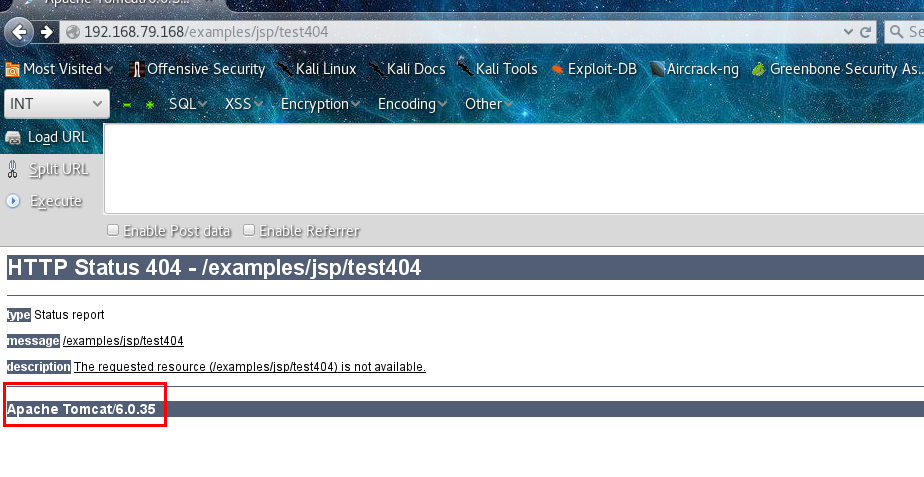 Apache Tomcat/6.0.35...
192.168.79.168/examples/jsp/test404
Se
Most Visited Offensive Security Kali Linux Kali Docs Kali Tools Exploit-DB Aircrack-ng Greenbone Security As...
INT SQL XSS Encryption Encoding Other
Load URL
Split URL
Execute
Enable Post data Enable Referrer
HTTP Status 404 - /examples/jsp/test404
type Status report
message /examples/jsp/test404
description The requested resource (/examples/jsp/test404) is not available.
Apache Tomcat/6.0.35